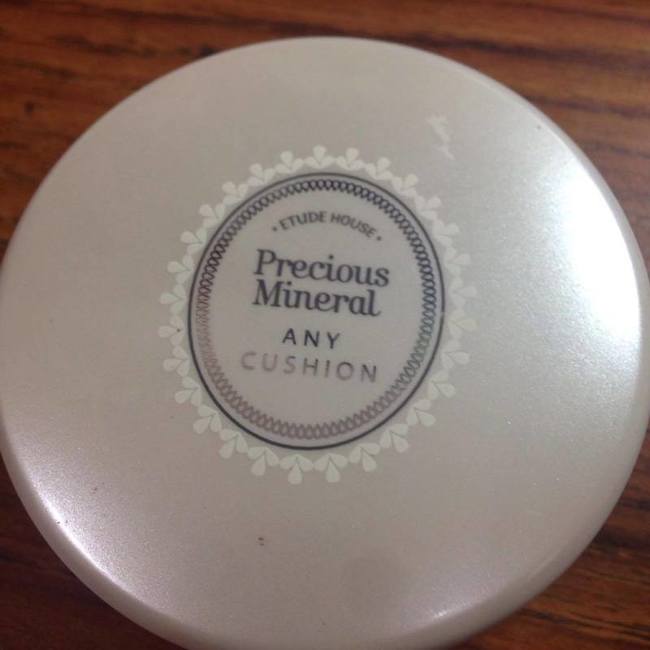 • ETUDE HOUSE •
Precious
Mineral
ANY
CUSHION